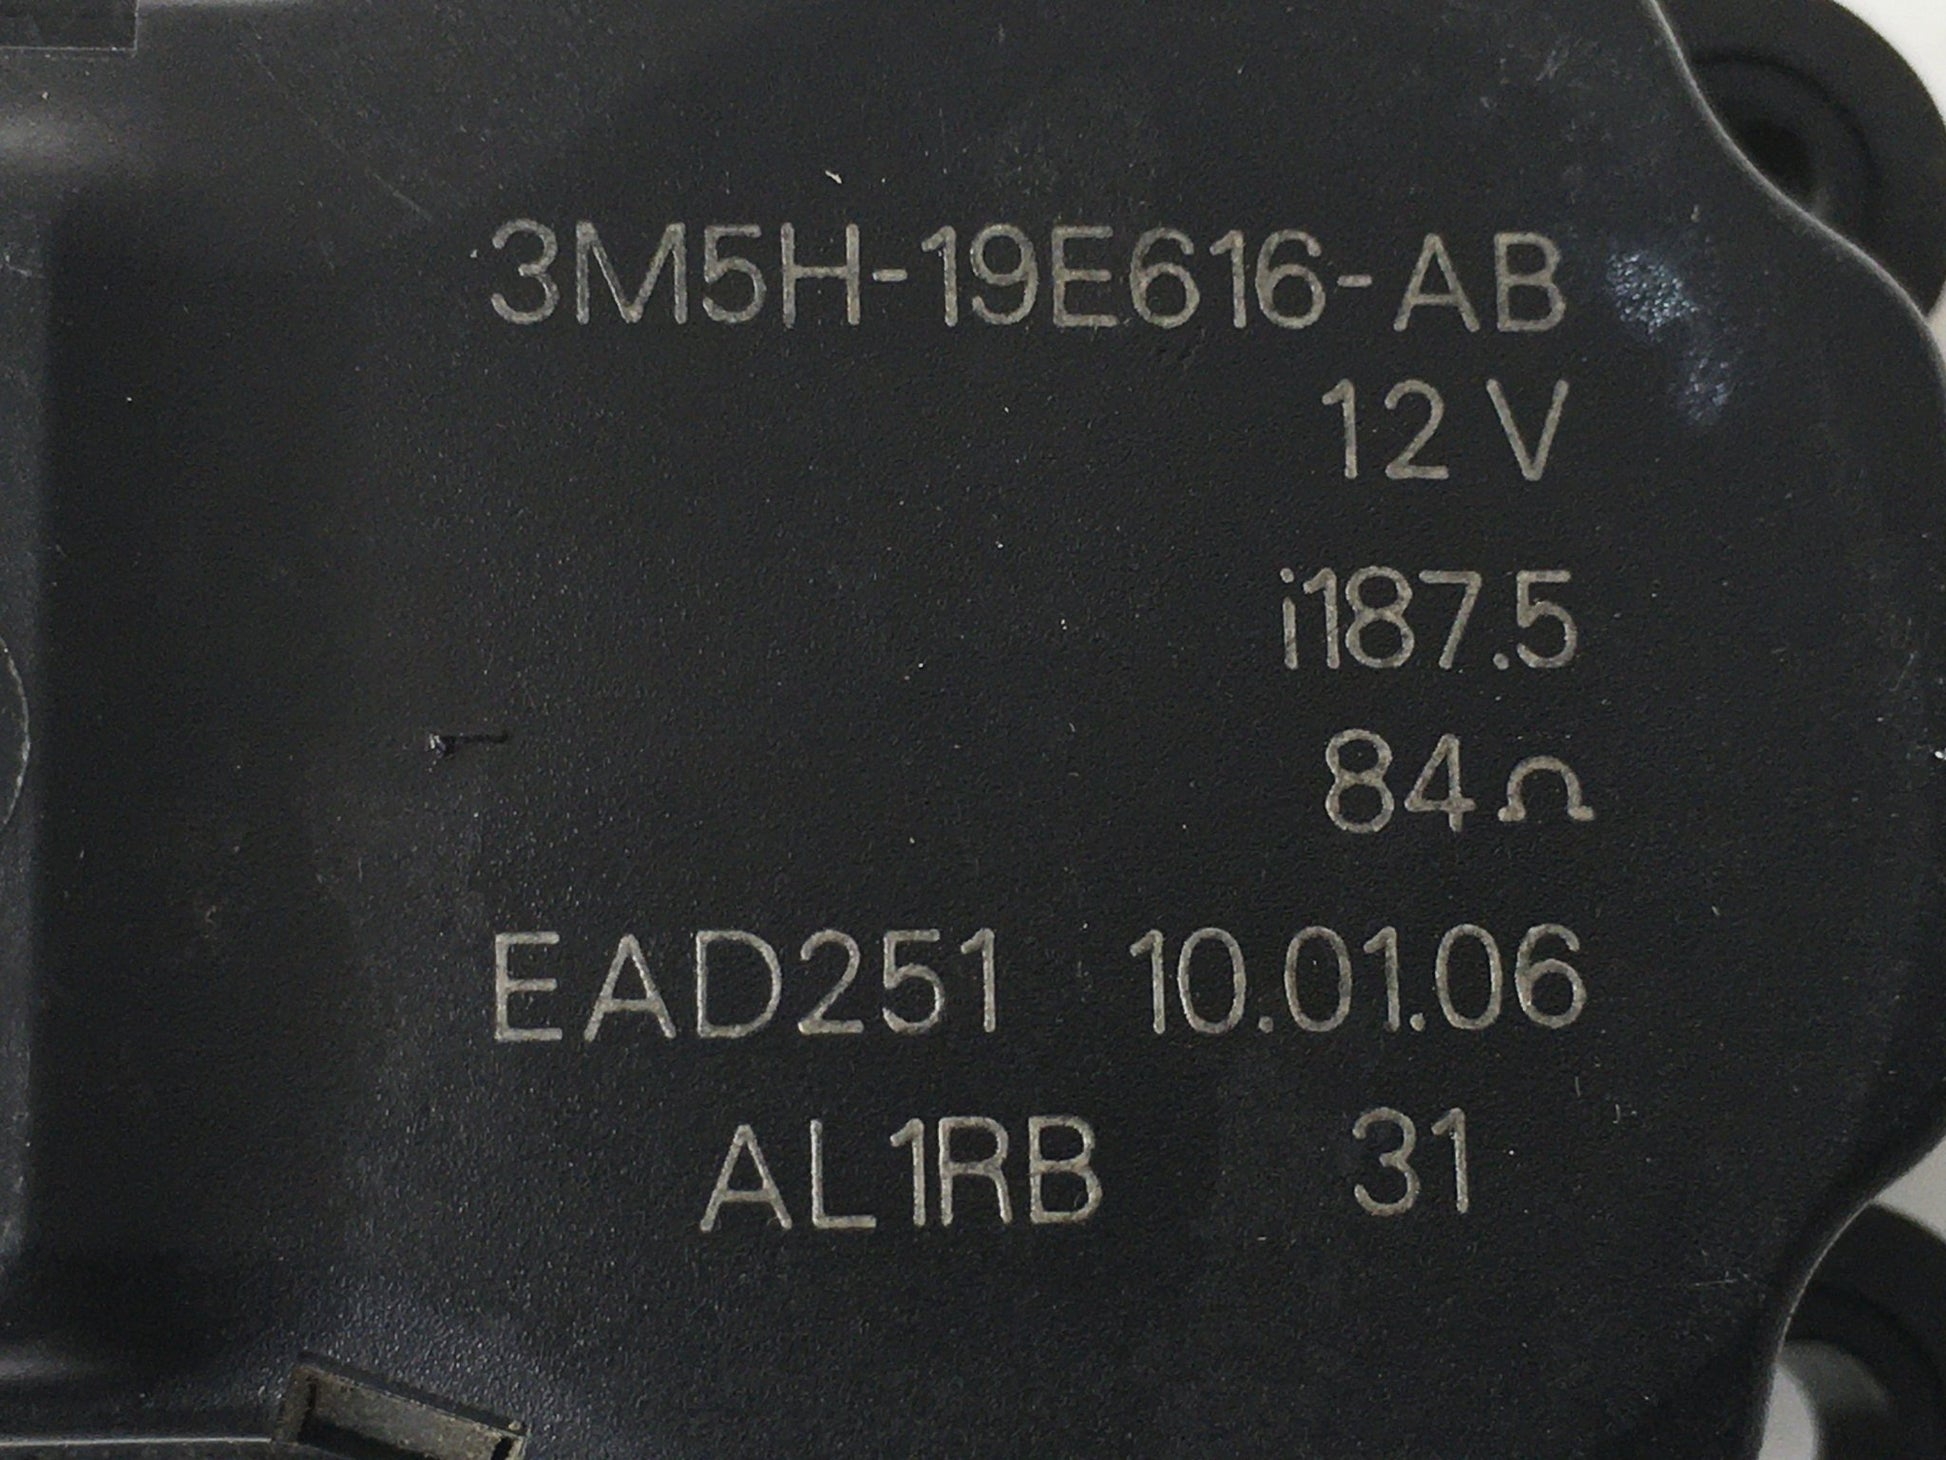 3M5H-19E616-AB
12 V
i187.5
84Ω
EAD251 10.01.06
AL1RB 31